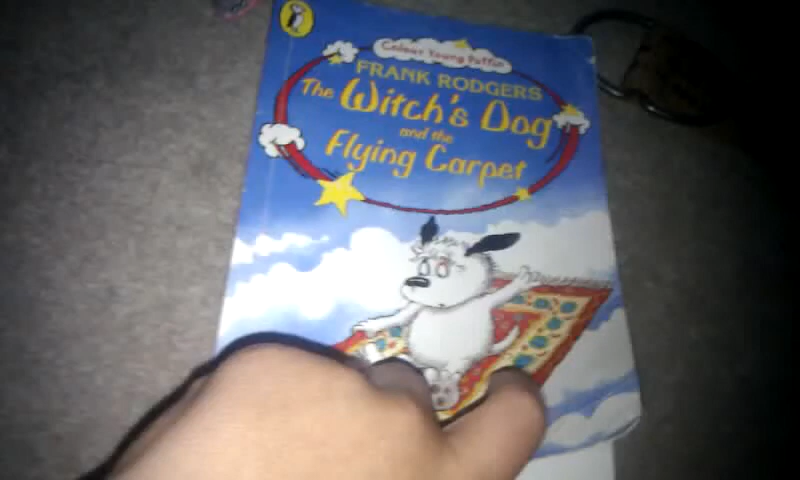 Colour Young Puffin
FRANK RODGERS
The Witch's Dog
and the
Flying Carpet